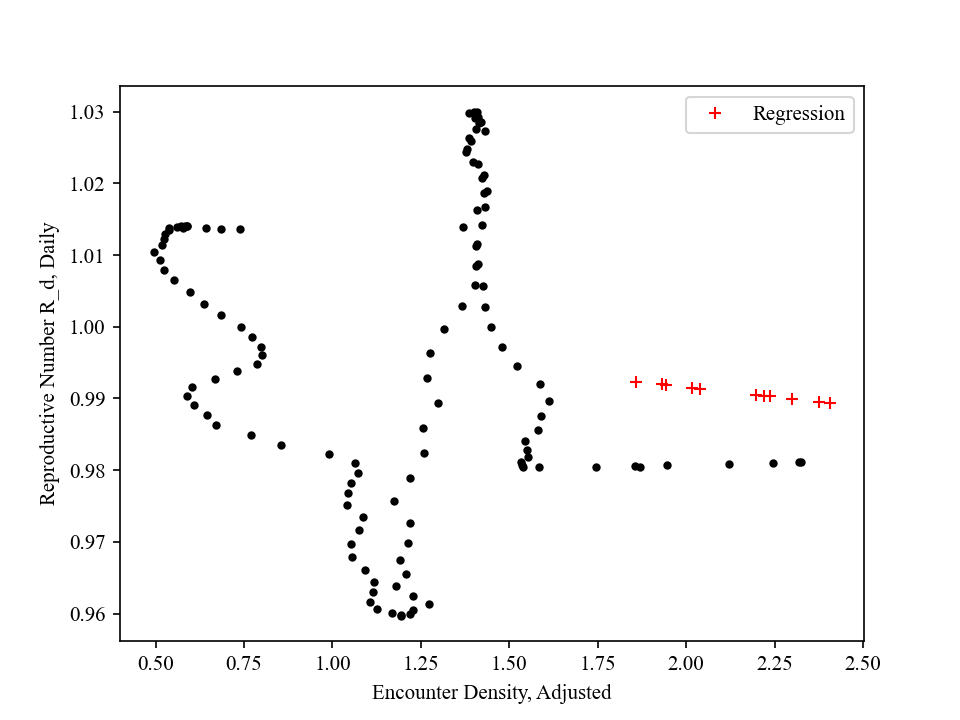 1.03
1.02
1.01
1.00
0.99
0.98
0.97
0.96
Reproductive Number R_d, Daily
Regression
0.50 0.75 1.00 1.25 1.50 1.75 2.00 2.25 2.50
Encounter Density, Adjusted